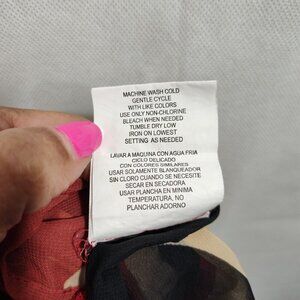 MACHINE WASH COLD
GENTLE CYCLE
WITH LIKE COLORS
USE ONLY NON-CHLORINE
BLEACH WHEN NEEDED
TUMBLE DRY LOW
IRON ON LOWEST
SETTING AS NEEDED
LAVAR A MAQUINA CON AGUA FRIA
CICLO DELICADO
CON COLORES SIMILARES
USAR SOLAMENTE BLANQUEADOR
SIN CLORO CUANDO SE NECESITE
SECAR EN SECADORA
USAR PLANCHA EN MINIMA
TEMPERATURA, NO
PLANCHAR ADORNO